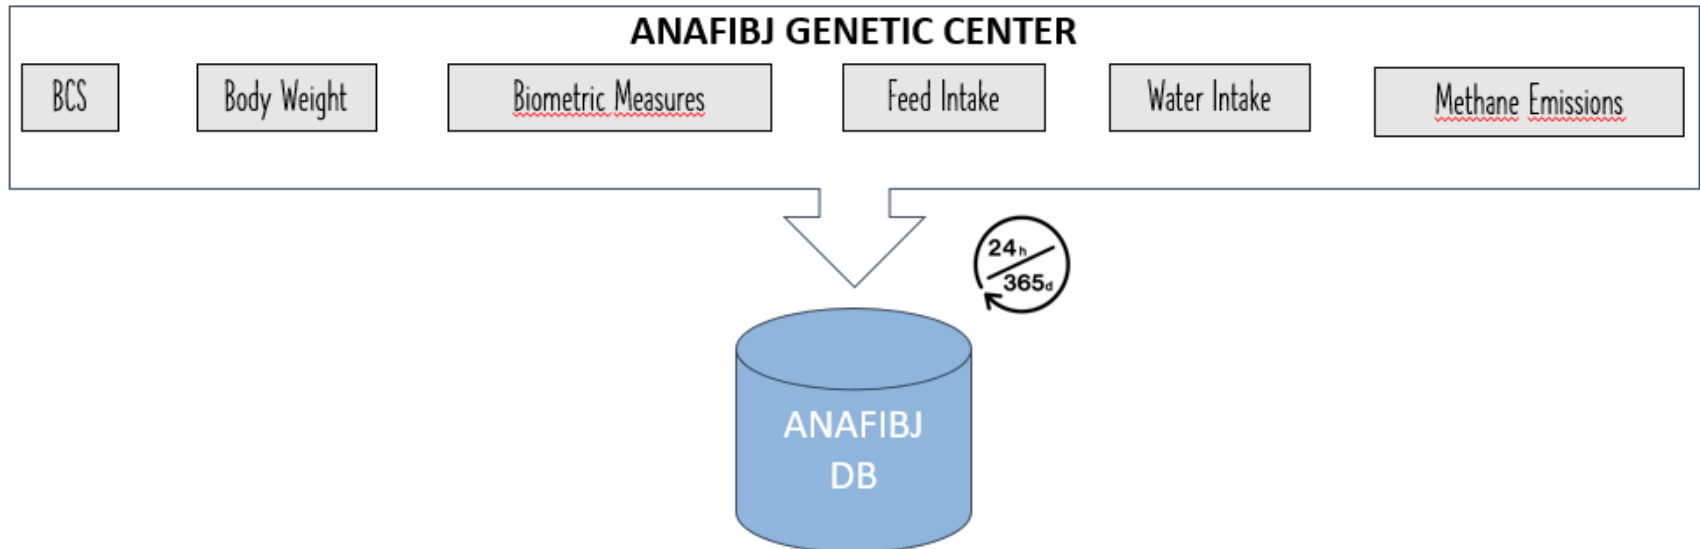 ANAFIBJ GENETIC CENTER
BCS
Body Weight
Biometric Measures
Feed Intake
Water Intake
Methane Emissions
24h
365d
ANAFIBJ
DB